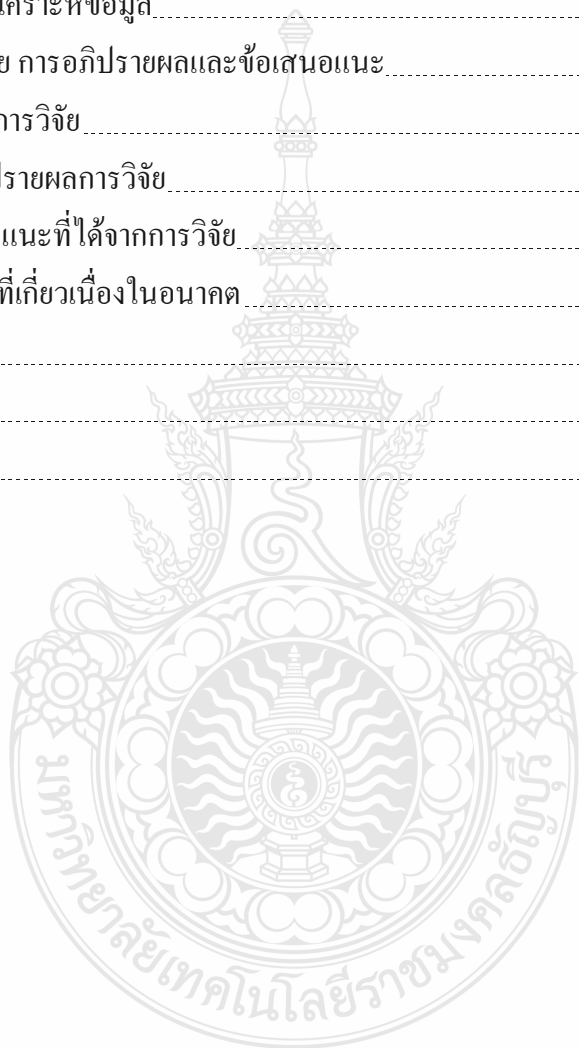 เคราะห์ข้อมูล
ย การอภิปรายผลและข้อเสนอแนะ
การวิจัย
ปรายผลการวิจัย
แนะที่ได้จากการวิจัย
ที่เกี่ยวเนื่องในอนาคต
มหาวิทยาลัยเทคโนโลยีราชมงคลธัญบุรี